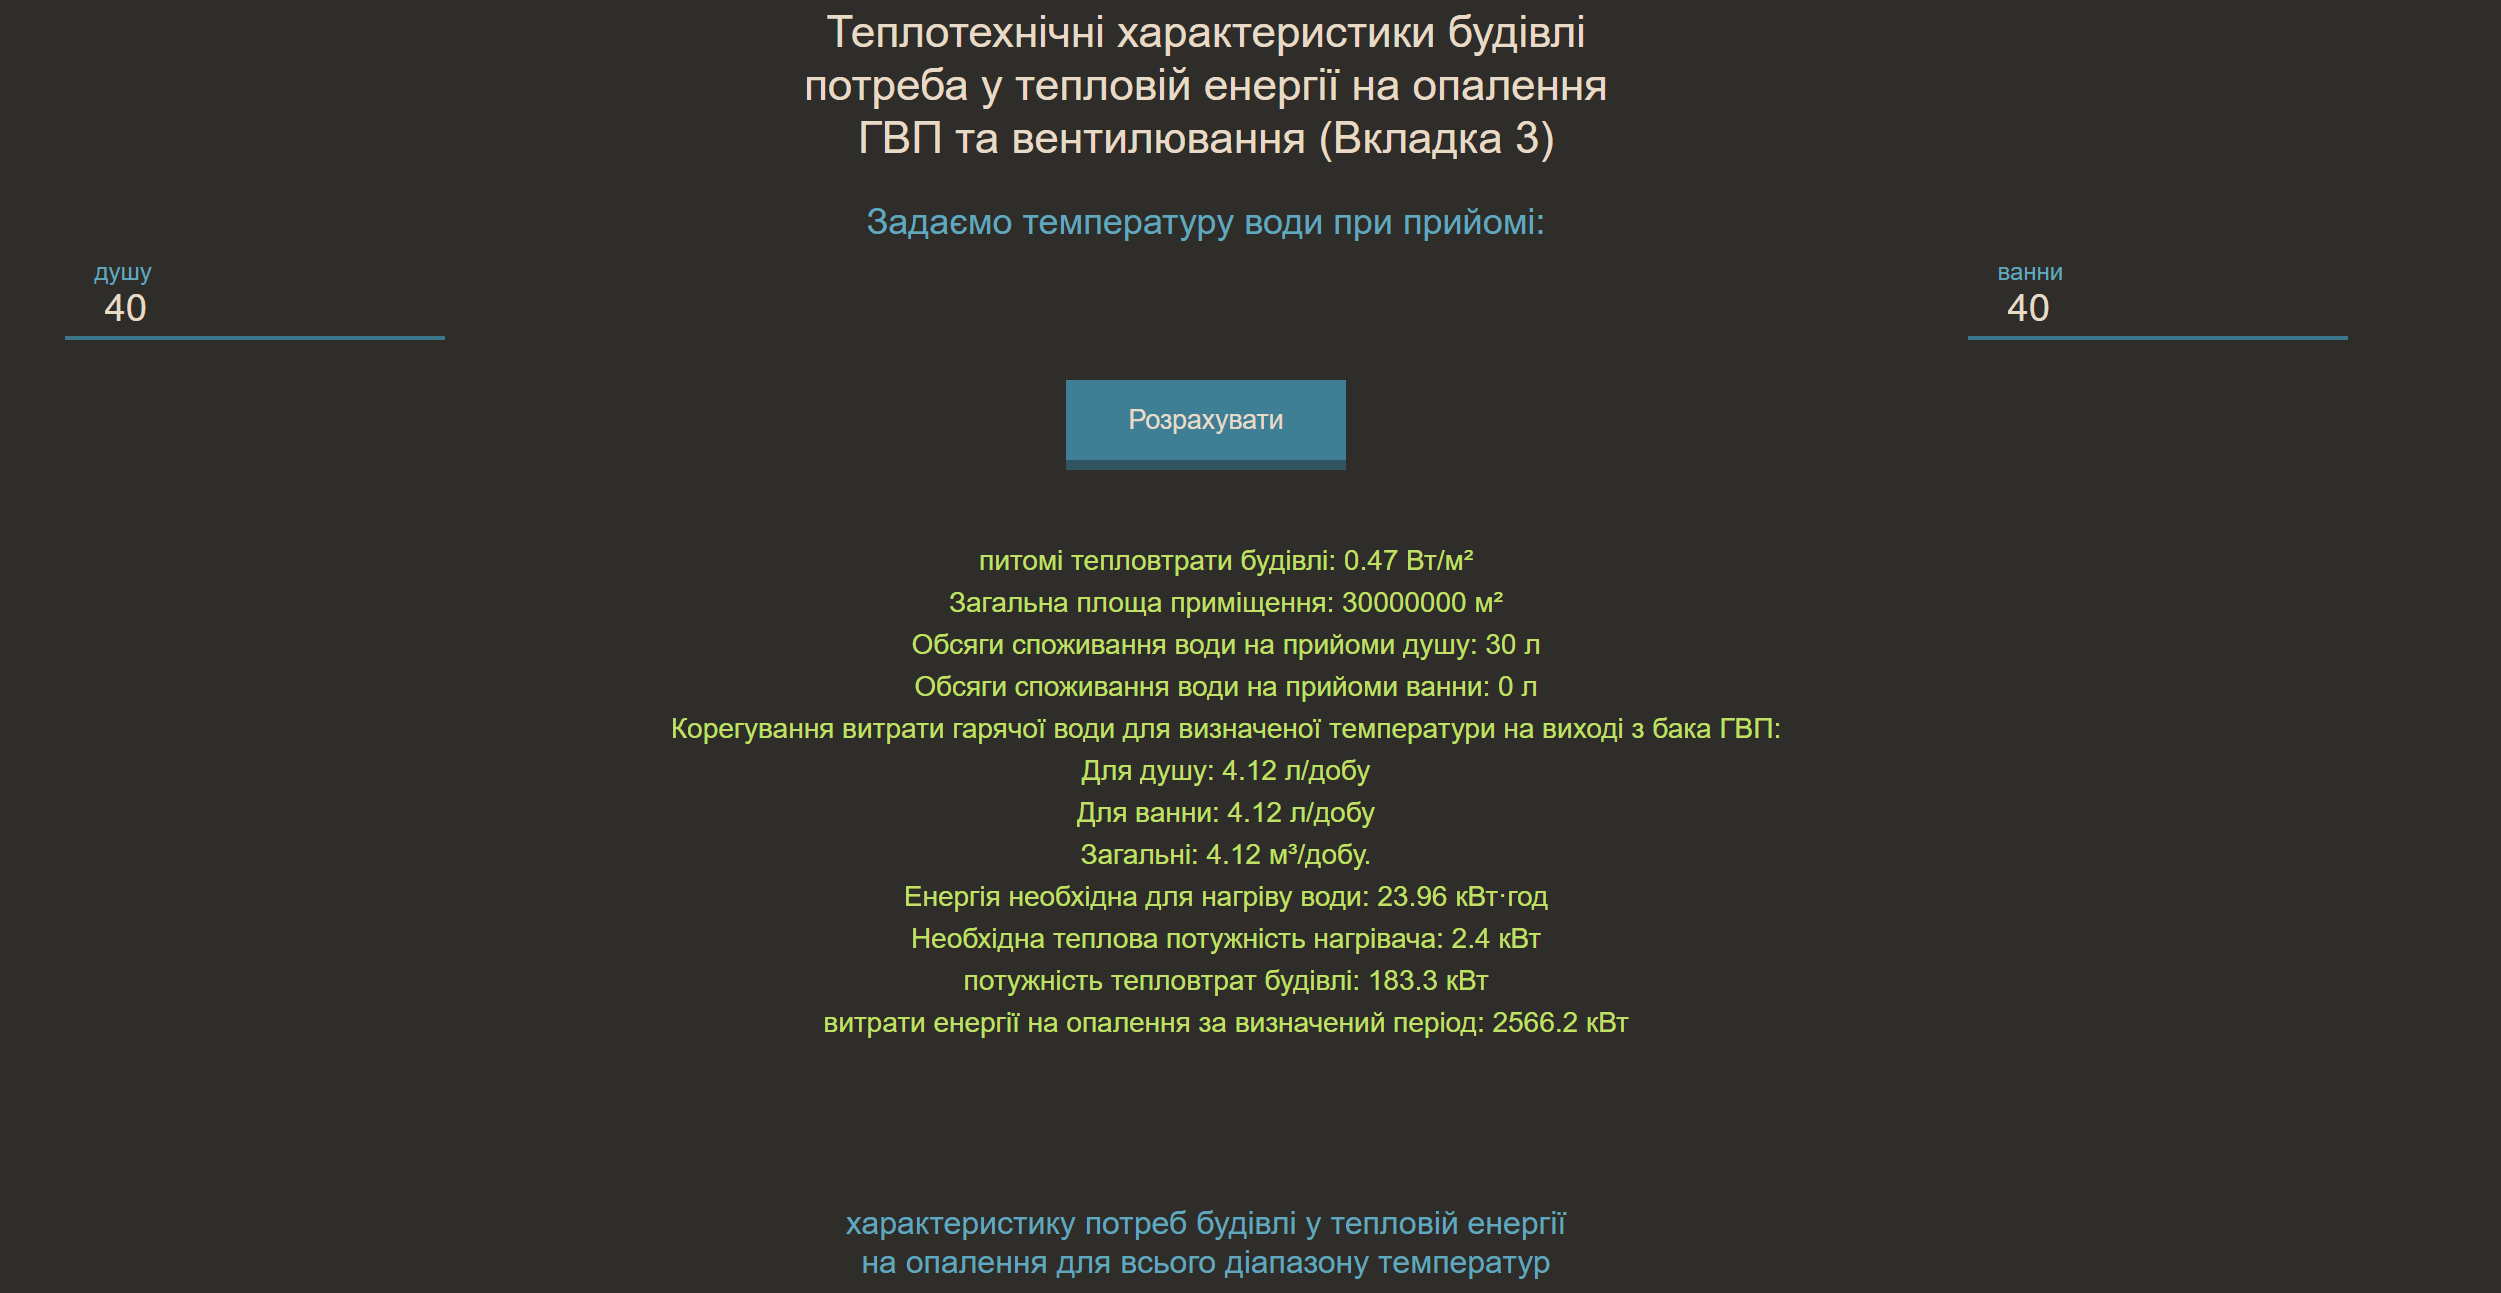 Теплотехнічні характеристики будівлі
потреба у тепловій енергії на опалення
ГВП та вентилювання (Вкладка 3)
Задаємо температуру води при прийомі:
душу
40
ванни
40
Розрахувати
питомі тепловтрати будівлі: 0.47 Вт/м²
Загальна площа приміщення: 30000000 м²
Обсяги споживання води на прийоми душу: 30 л
Обсяги споживання води на прийоми ванни: 0 л
Корегування витрати гарячої води для визначеної температури на виході з бака ГВП:
Для душу: 4.12 л/добу
Для ванни: 4.12 л/добу
Загальні: 4.12 м³/добу.
Енергія необхідна для нагріву води: 23.96 кВт·год
Необхідна теплова потужність нагрівача: 2.4 кВт
потужність тепловтрат будівлі: 183.3 кВт
витрати енергії на опалення за визначений період: 2566.2 кВт
характеристику потреб будівлі у тепловій енергії
на опалення для всього діапазону температур